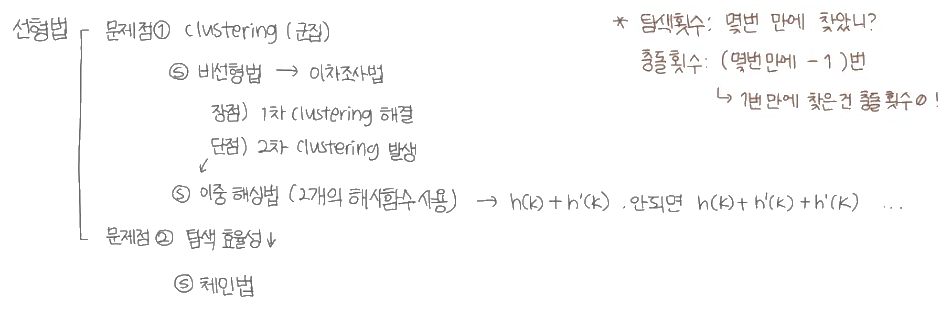 선형법
문제점① clustering (군집)
Ⓢ 비선형법 → 이차조사법
장점) 1차 clustering 해결
단점) 2차 clustering 발생
Ⓢ 이중 해싱법 (2개의 해시함수 사용) → h(k) + h'(k) . 안되면 h(k) + h'(k) + h'(k) ...
문제점② 탐색 효율성↓
Ⓢ 체인법
* 탐색횟수: 몇번 만에 찾았니?
충돌횟수: (몇번만에 - 1)번
↳ 1번만에 찾은건 충돌횟수 0!